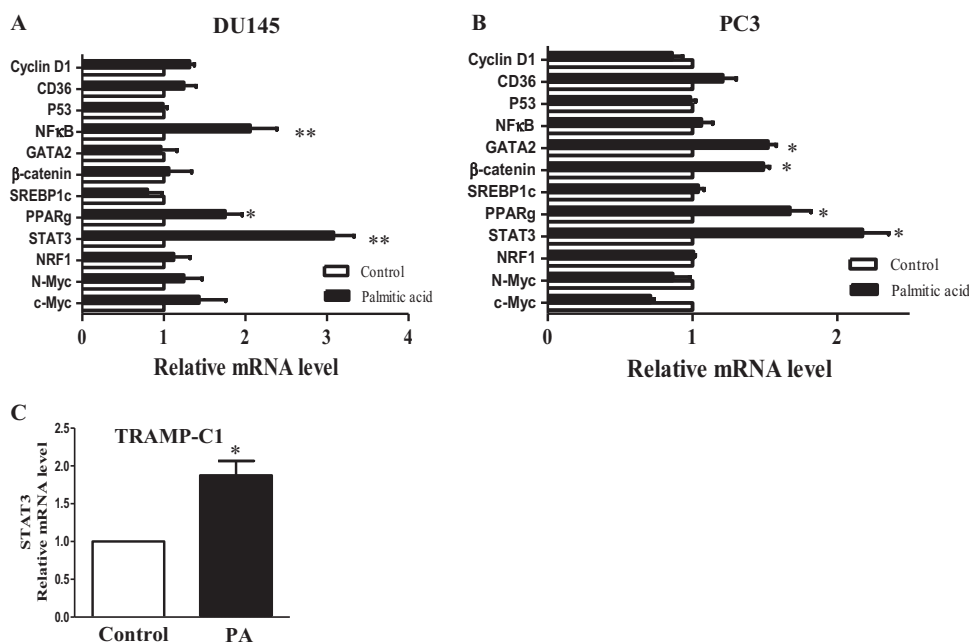 A
DU145
Cyclin D1
CD36
P53
NFκB
**
GATA2
β-catenin
SREBP1c
PPARg
*
STAT3
**
NRF1
N-Myc
c-Myc
Control
Palmitic acid
0 1 2 3 4
Relative mRNA level
B
PC3
Cyclin D1
CD36
P53
NFκB
GATA2
*
β-catenin
*
SREBP1c
PPARg
*
STAT3
*
NRF1
N-Myc
c-Myc
Control
Palmitic acid
0 1 2
Relative mRNA level
C
TRAMP-C1
STAT3
Relative mRNA level
2.5
2.0
1.5
1.0
0.5
0.0
*
Control PA